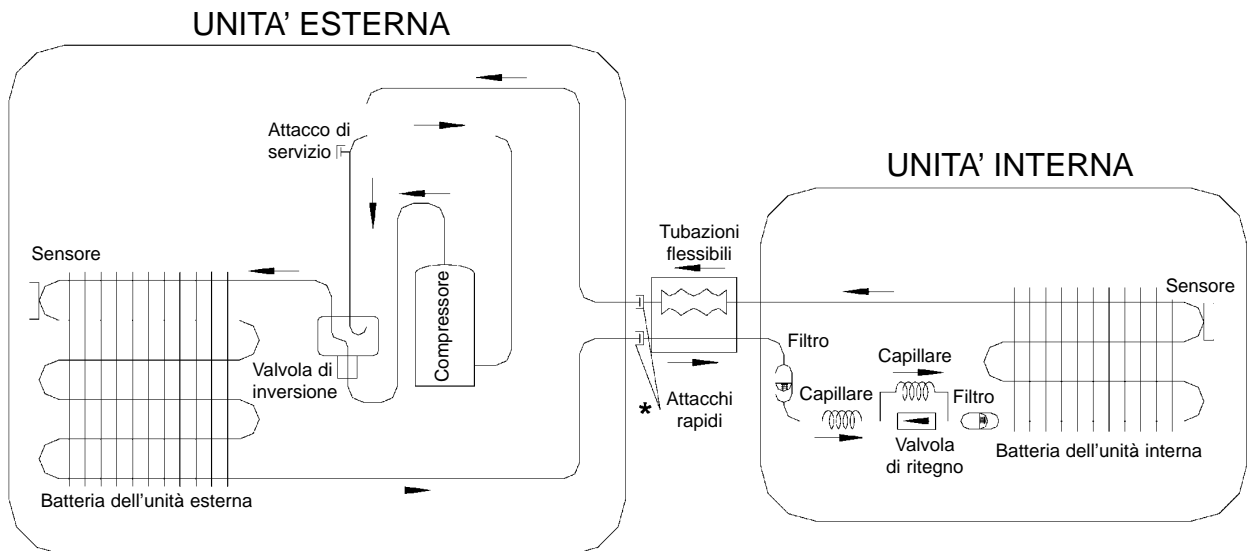 UNITA' ESTERNA
Attacco di
servizio
UNITA' INTERNA
Tubazioni
flessibili
Sensore
Compressore
Sensore
Filtro
Valvola di
inversione
Capillare
Capillare
Filtro
*
Attacchi
rapidi
Valvola
di ritegno
Batteria dell'unità interna
Batteria dell'unità esterna